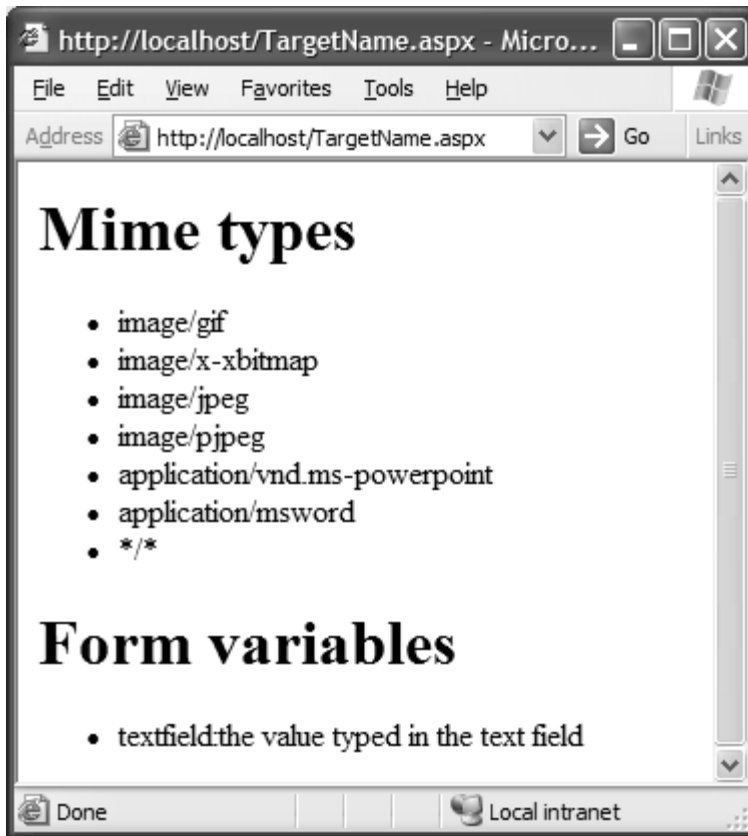 http://localhost/TargetName.aspx - Micro...
File Edit View Favorites Tools Help
Address http://localhost/TargetName.aspx Go Links
Mime types
• image/gif
• image/x-xbitmap
• image/jpeg
• image/pjpeg
• application/vnd.ms-powerpoint
• application/msword
• */*
Form variables
• textfield:the value typed in the text field
Done Local intranet